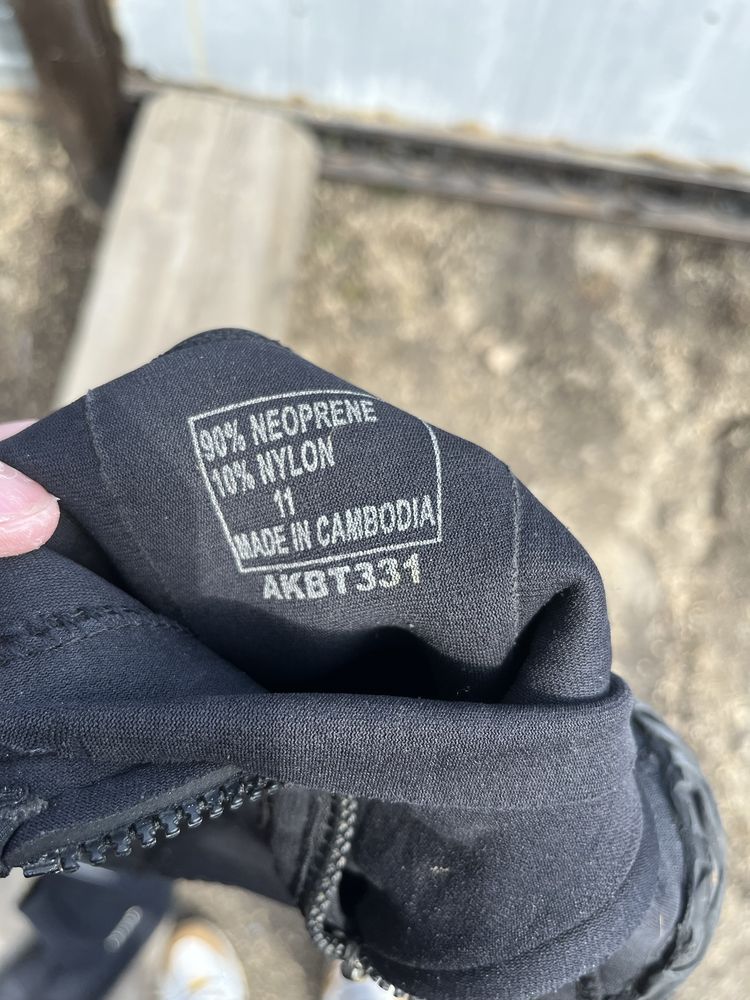 90% NEOPRENE
10% NYLON
11
MADE IN CAMBODIA
AKBT331